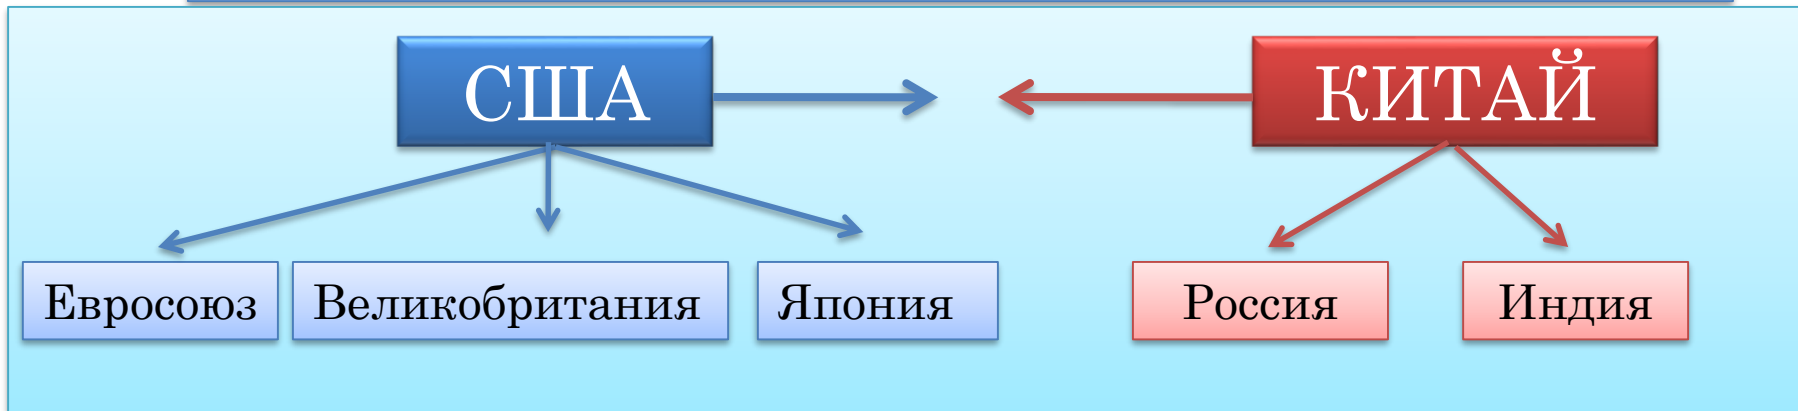 США
КИТАЙ
Евросоюз
Великобритания
Япония
Россия
Индия